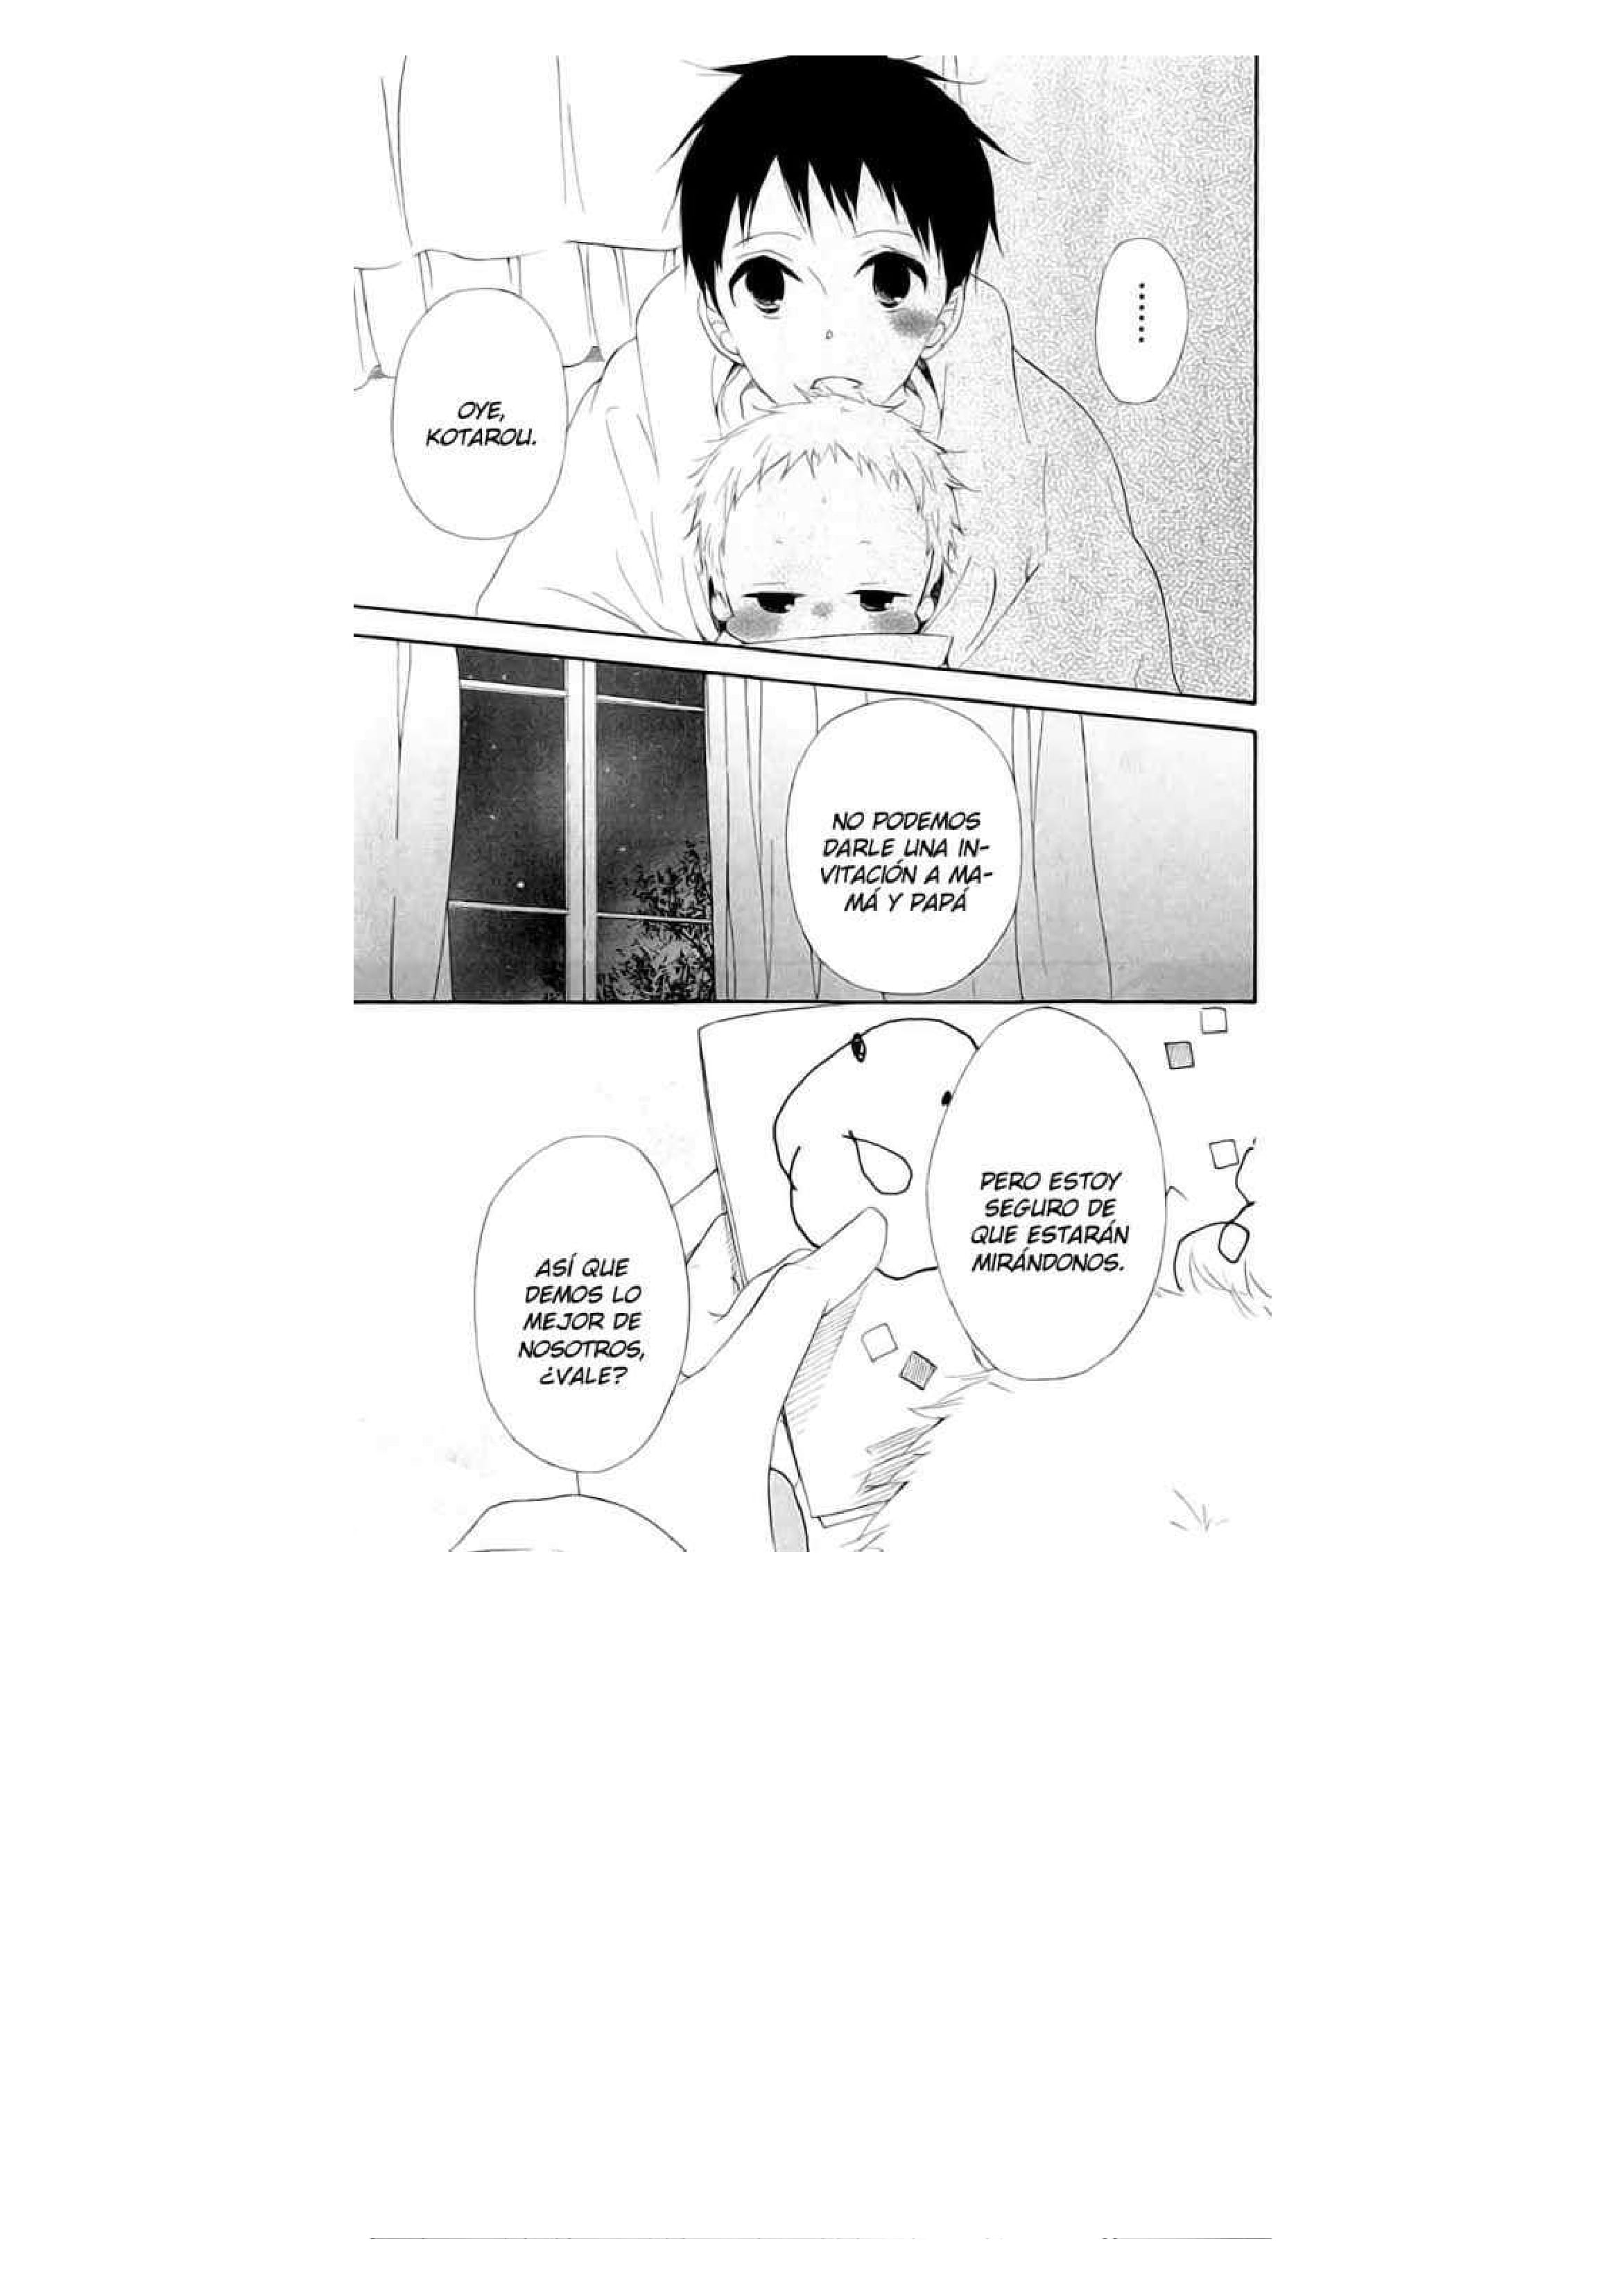 ......
OYE,
KOTAROU.
NO PODEMOS
DARLE UNA IN-
VITACIÓN A MA-
MÁ Y PAPÁ
PERO ESTOY
SEGURO DE
QUE ESTARÁN
MIRÁNDONOS.
ASÍ QUE
DEMOS LO
MEJOR DE
NOSOTROS,
¿VALE?